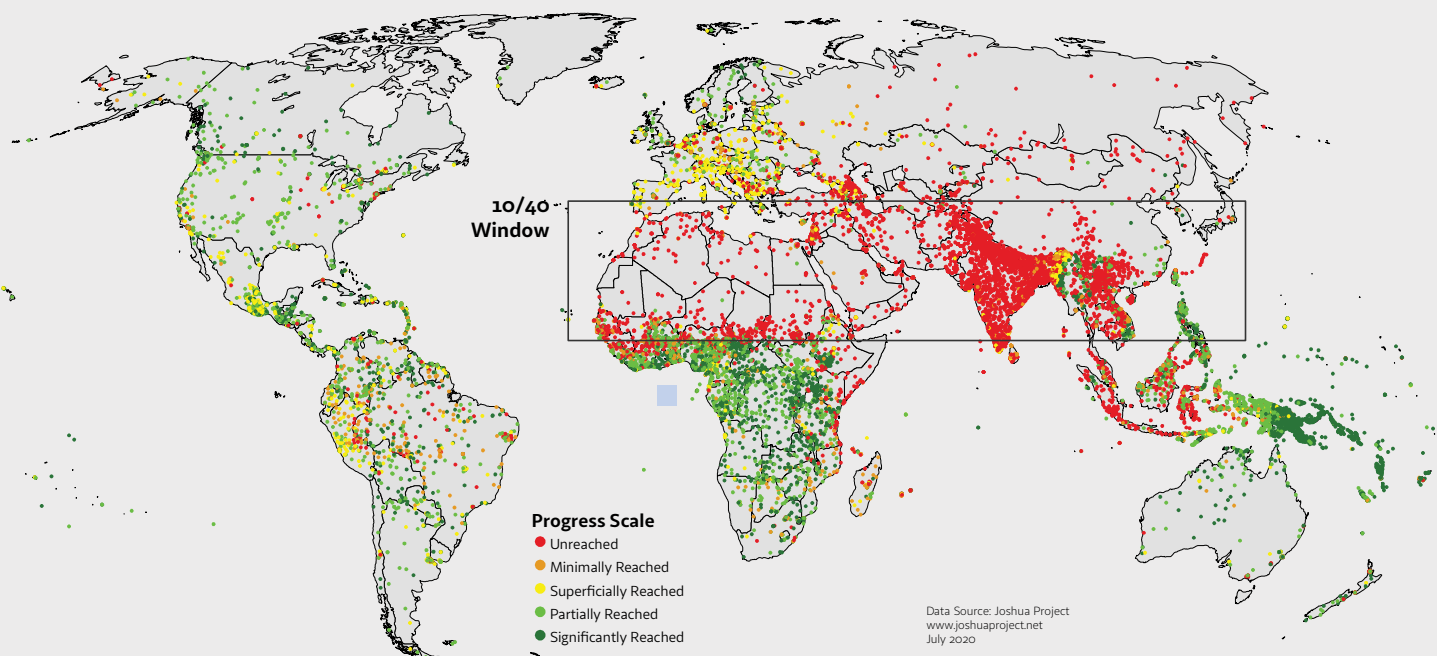 10/40
Window
Progress Scale
Unreached
Minimally Reached
Superficially Reached
Partially Reached
Significantly Reached
Data Source: Joshua Project
www.joshuaproject.net
July 2020